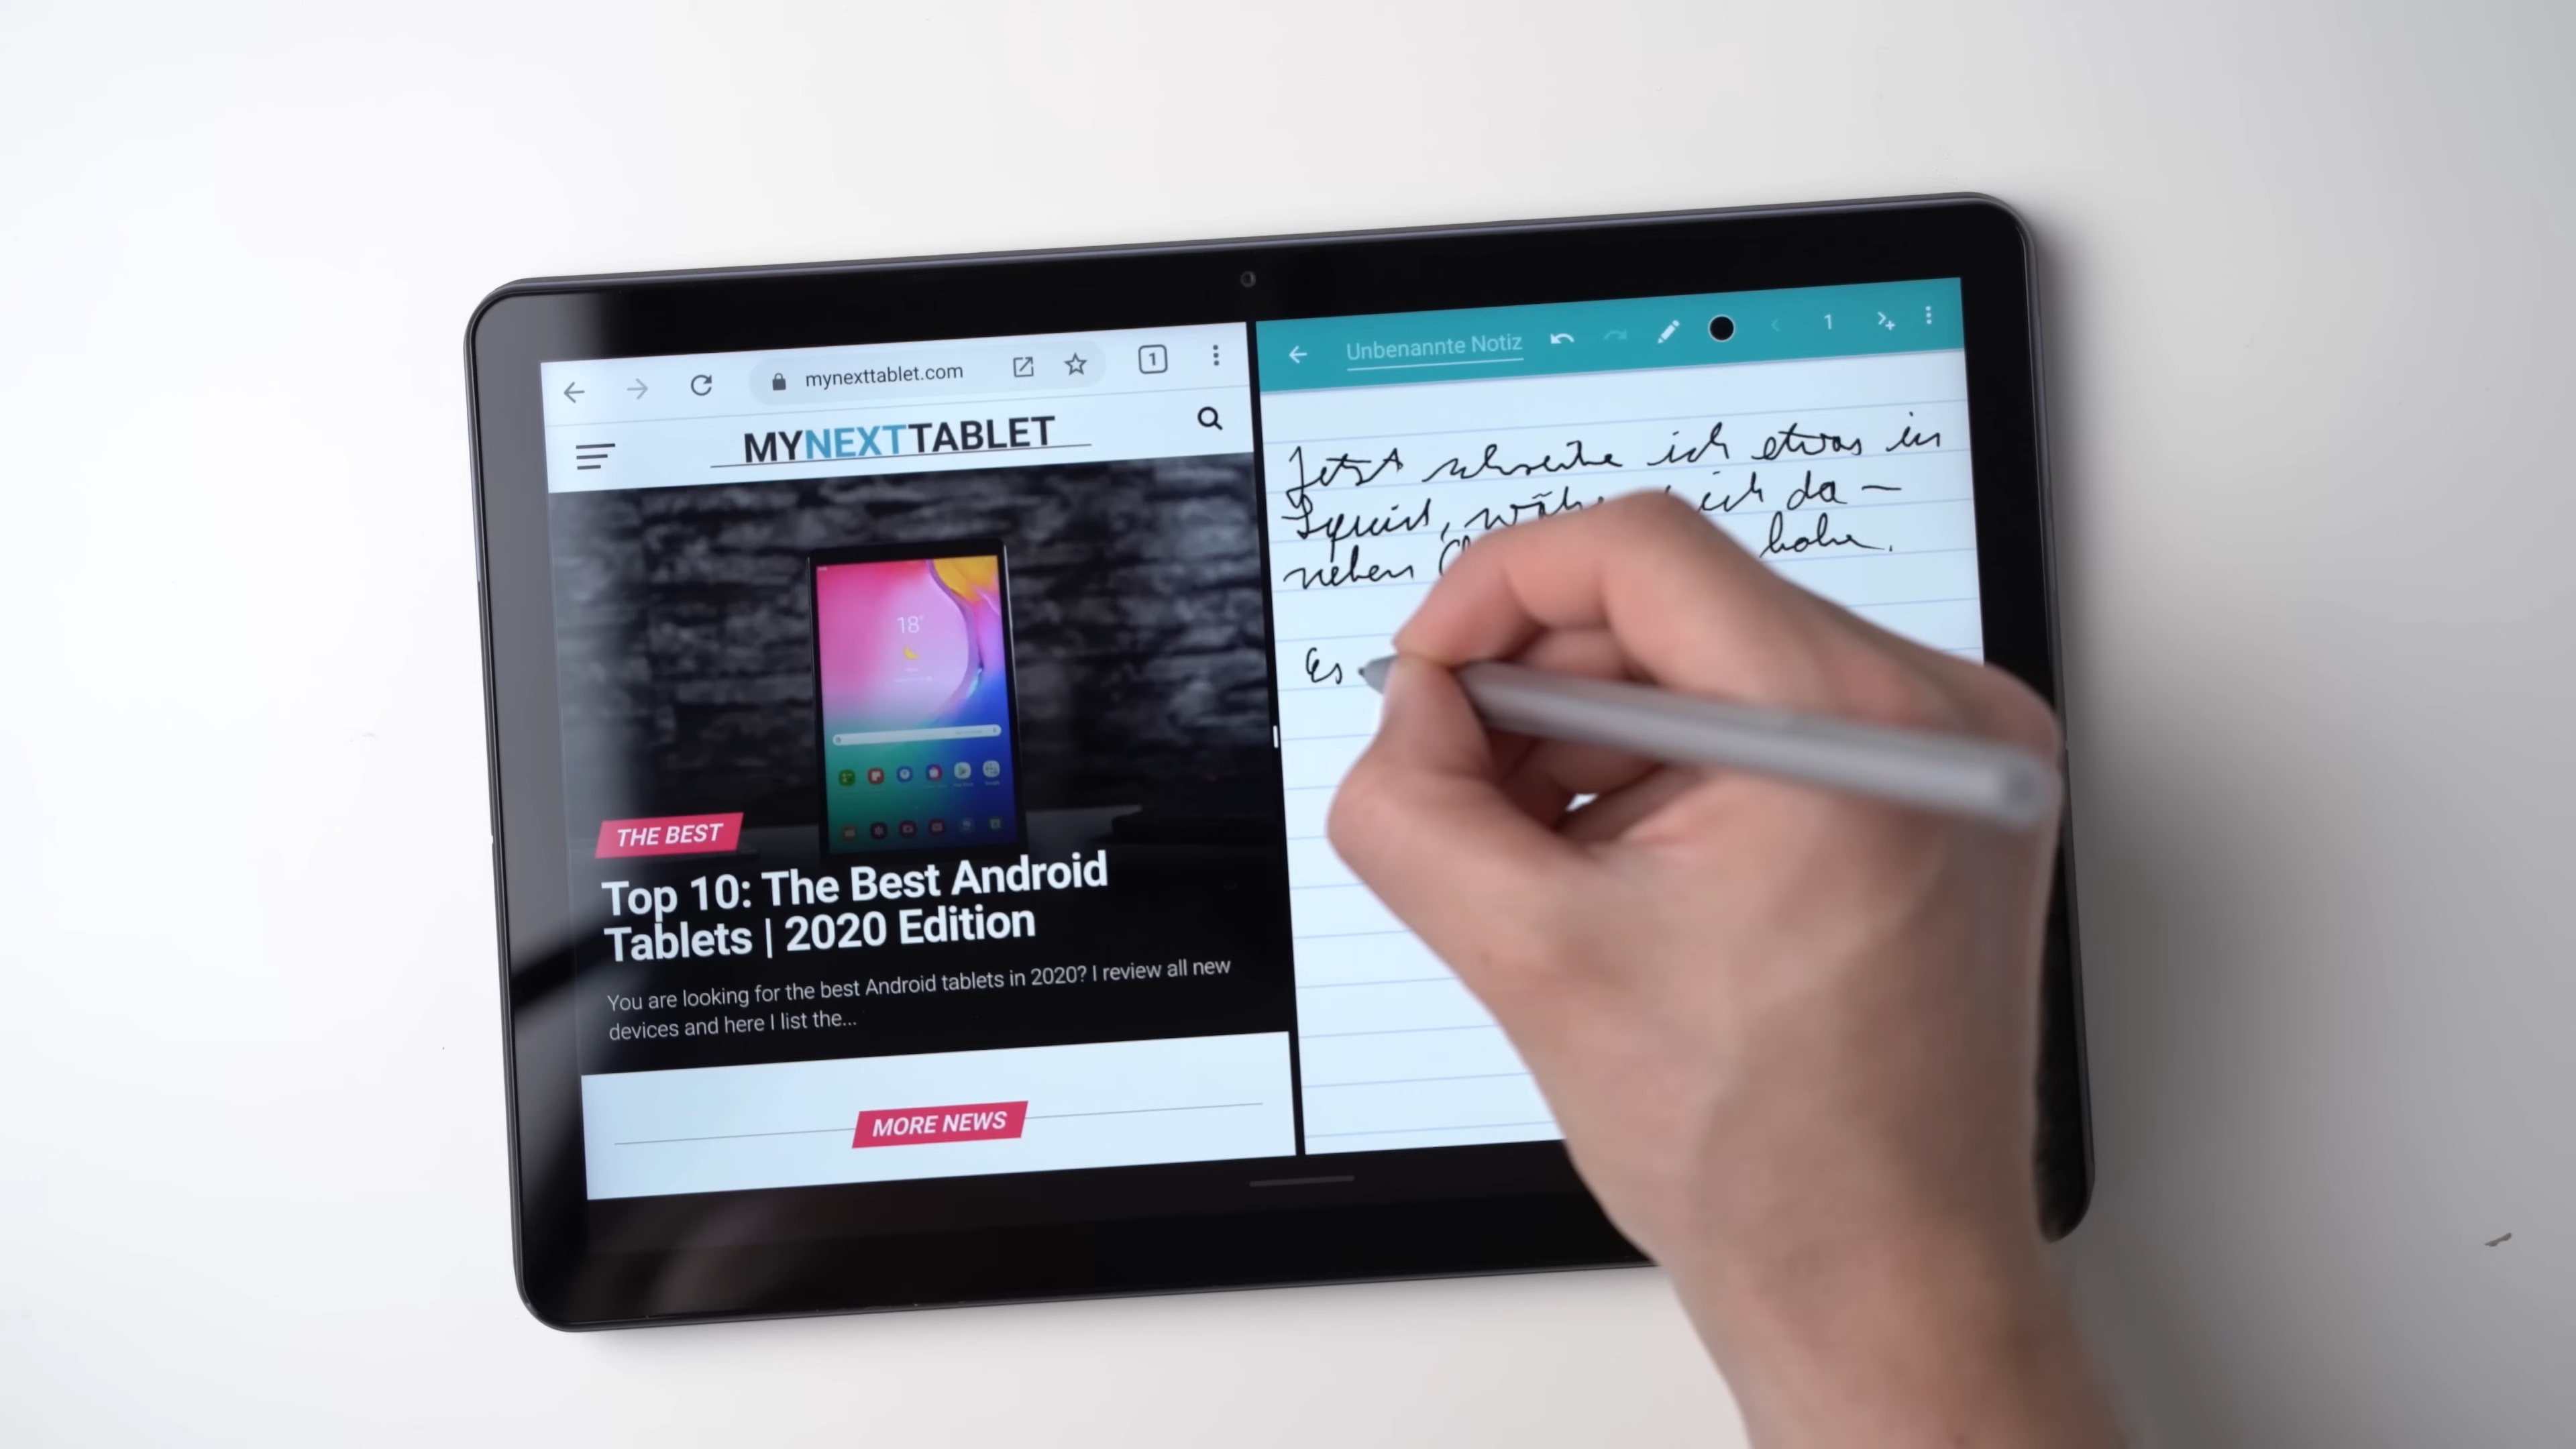 mynexttablet.com
1
MYNEXTTABLET
18°
THE BEST
Top 10: The Best Android
Tablets | 2020 Edition
You are looking for the best Android tablets in 2020? I review all new
devices and here I list the...
MORE NEWS
Unbenannte Notiz
1
Jetzt schreibe ich etwas in
Squid, ich da-
neben habe.
Es